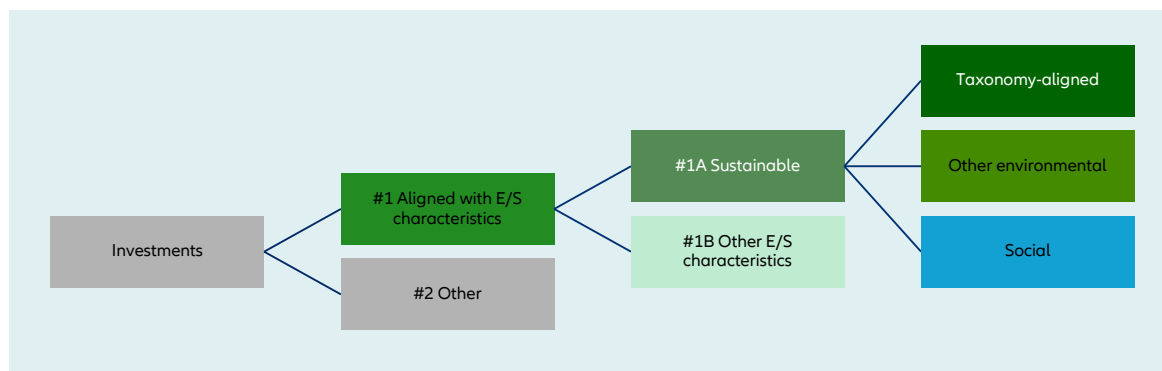 Investments
#1 Aligned with E/S
characteristics
#2 Other
#1A Sustainable
#1B Other E/S
characteristics
Taxonomy-aligned
Other environmental
Social